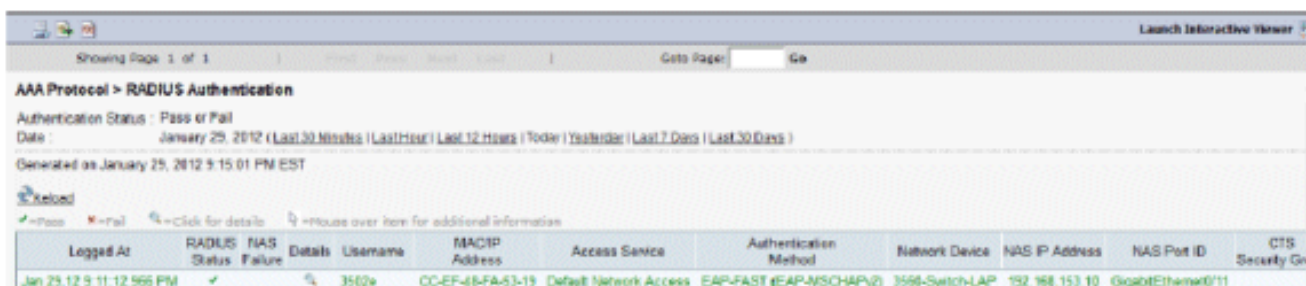 Launch Interactive Viewer
Showing Page 1 of 1 | First Prev Next Last | Goto Page: Go
AAA Protocol > RADIUS Authentication
Authentication Status : Pass or Fail
Date : January 29, 2012 ( Last 30 Minutes | Last Hour | Last 12 Hours | Today | Yesterday | Last 7 Days | Last 30 Days )
Generated on January 29, 2012 9:15:01 PM EST
Reload
=Pass =Fail =Click for details =Mouse over item for additional information
Logged At RADIUS Status NAS Failure Details Username MAC/IP Address Access Service Authentication Method Network Device NAS IP Address NAS Port ID CTS Security Gr
Jan 29,12 9:11:12.966 PM 3502e CC-EF-48-FA-53-19 Default Network Access EAP-FAST (EAP-MSCHAPv2) 3560-Switch-LAP 192.168.153.10 GigabitEthernet0/11